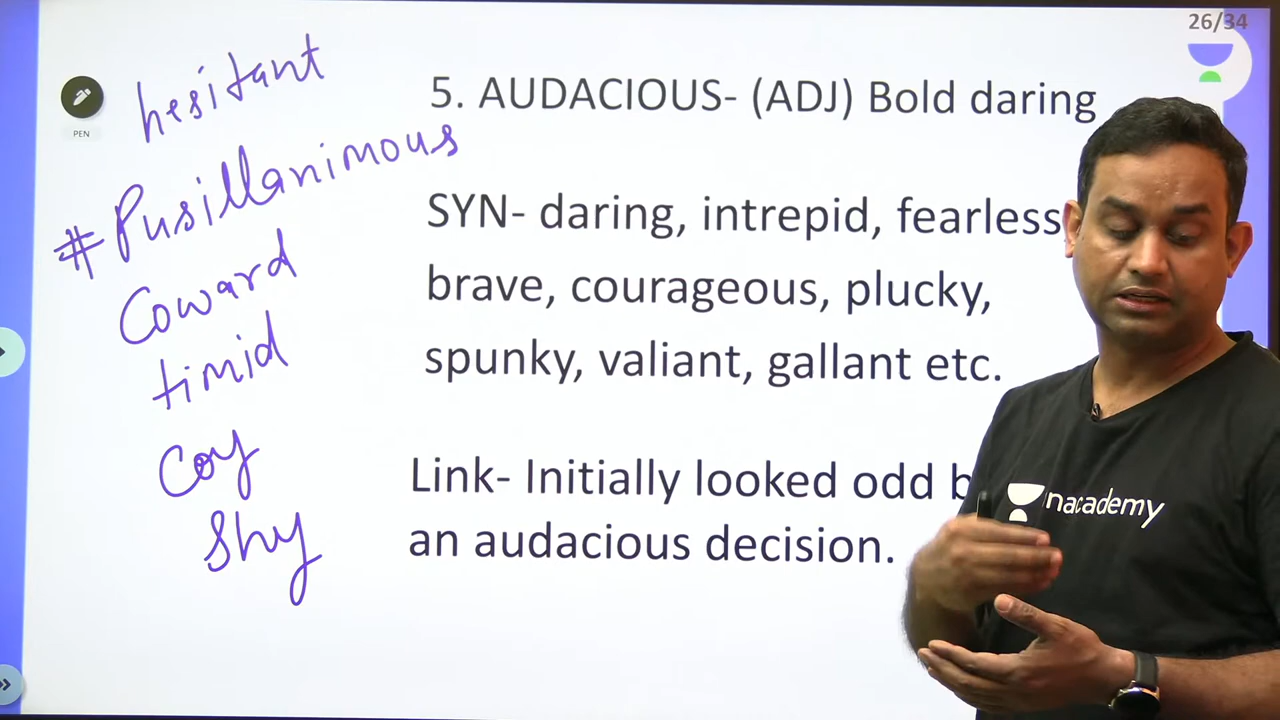 26/34
PEN
hesitant
# Pusillanimous
Coward
timid
Coy
Shy
5. AUDACIOUS- (ADJ) Bold daring
SYN- daring, intrepid, fearless
brave, courageous, plucky,
spunky, valiant, gallant etc.
Link- Initially looked odd b
an audacious decision.
unacademy